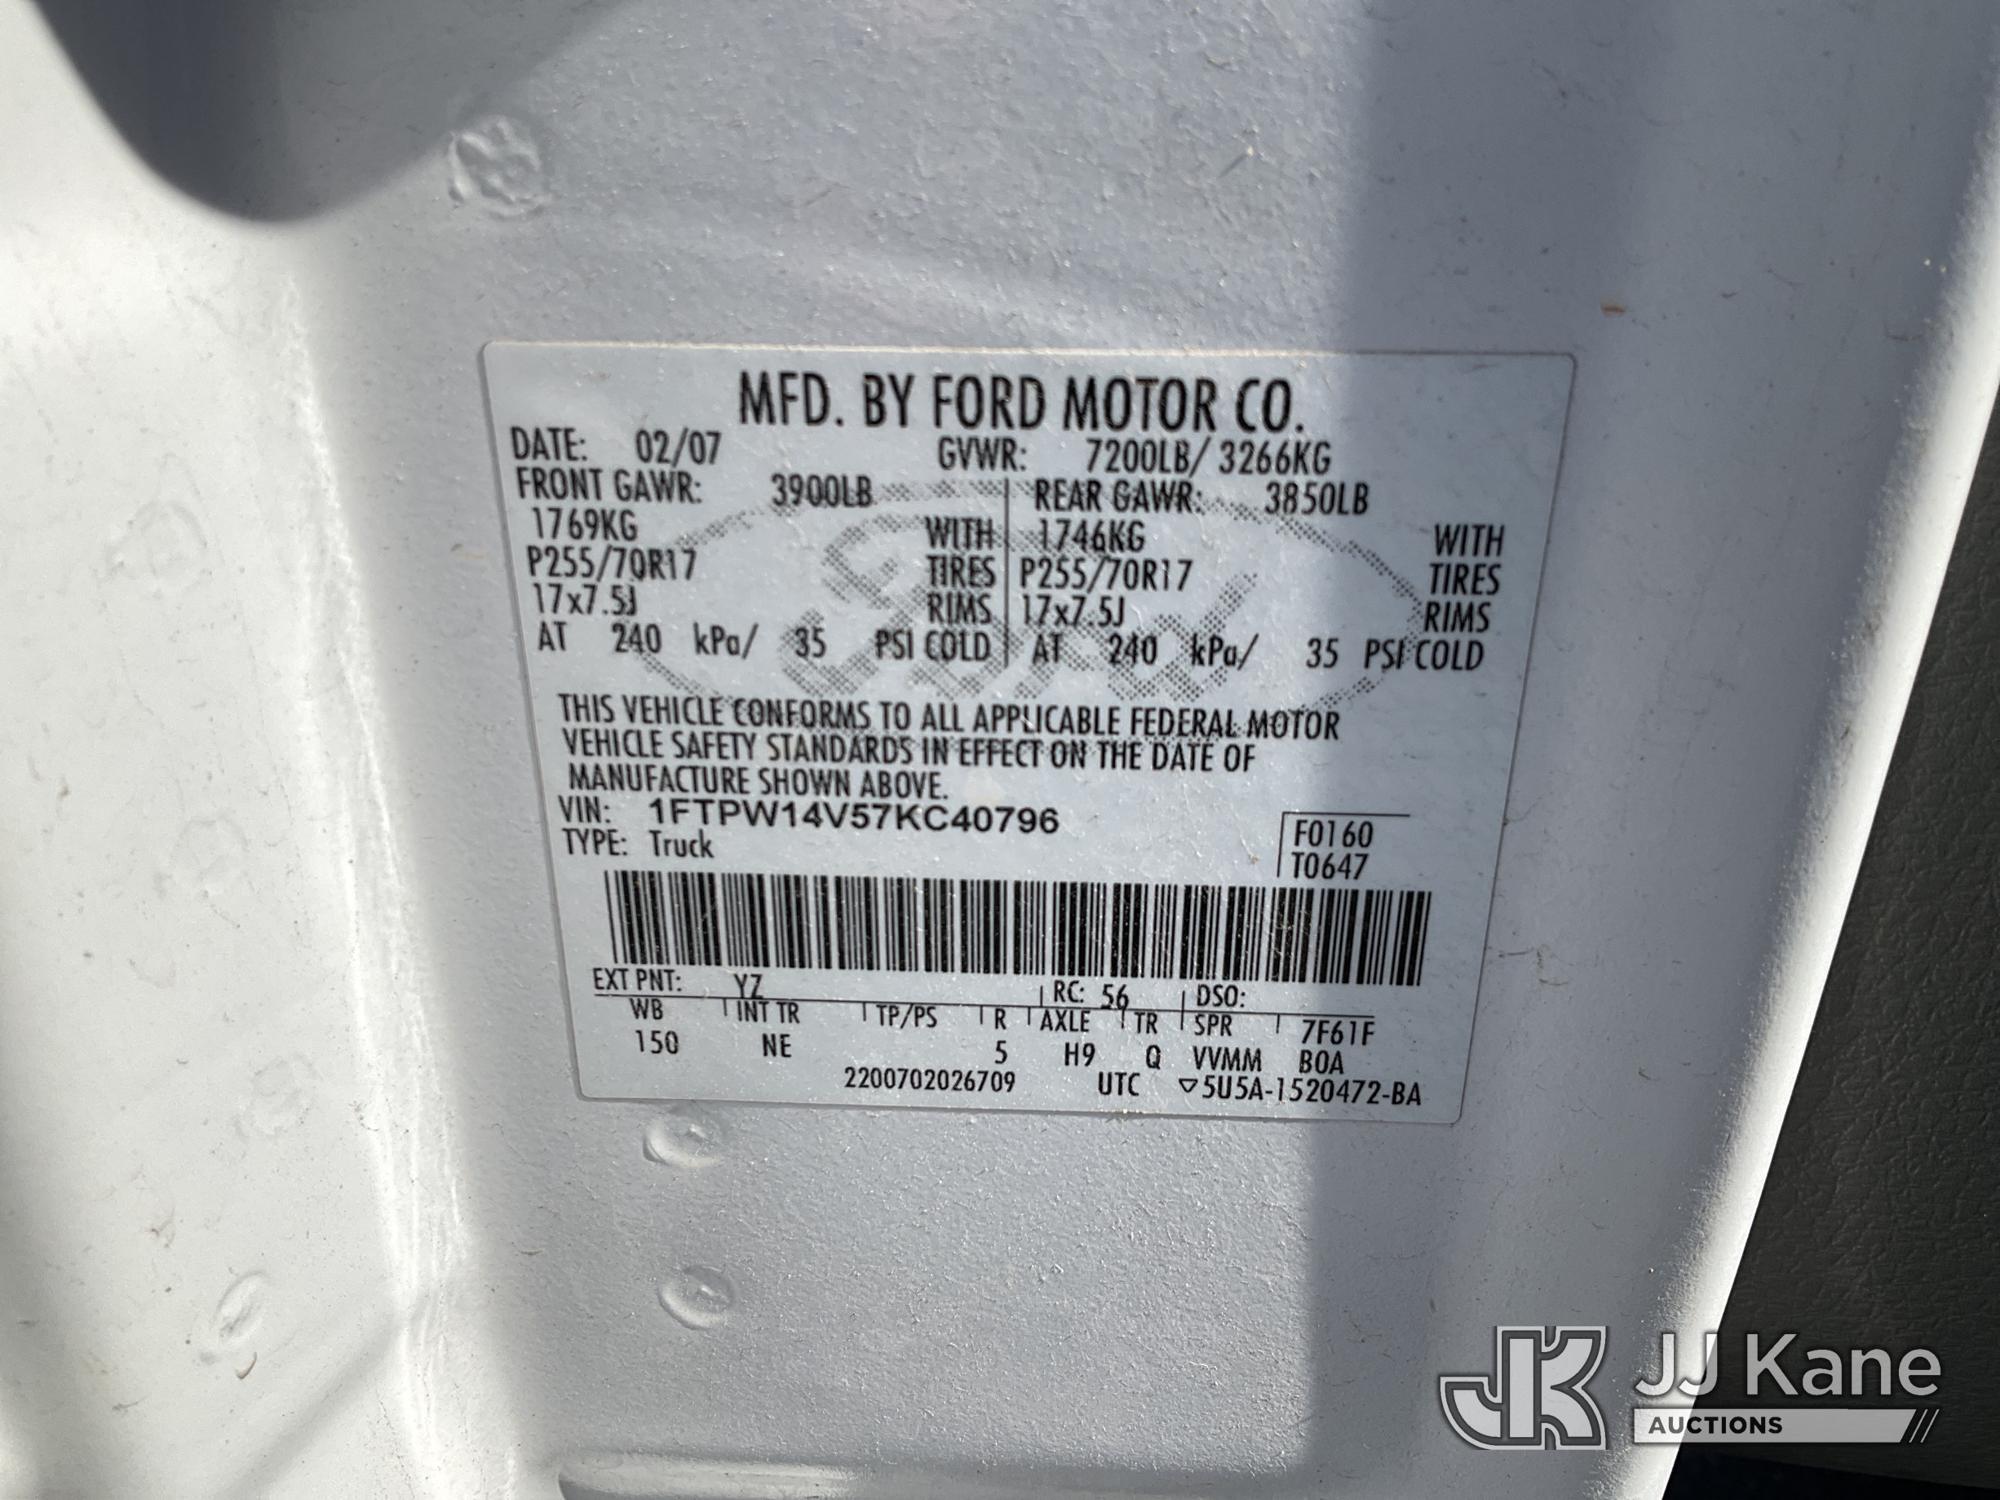 MFD. BY FORD MOTOR CO.
DATE: 02/07 GVWR: 7200LB/ 3266KG
FRONT GAWR: 3900LB REAR GAWR: 3850LB
1769KG WITH 1746KG WITH
P255/70R17 TIRES P255/70R17 TIRES
17x7.5J RIMS 17x7.5J RIMS
AT 240 kPa/ 35 PSI COLD AT 240 kPa/ 35 PSI COLD
Ford
THIS VEHICLE CONFORMS TO ALL APPLICABLE FEDERAL MOTOR
VEHICLE SAFETY STANDARDS IN EFFECT ON THE DATE OF
MANUFACTURE SHOWN ABOVE.
VIN: 1FTPW14V57KC40796
TYPE: Truck
F0160
T0647
EXT PNT: YZ RC: 56 DSO:
WB INT TR TP/PS R AXLE TR SPR 7F61F
150 NE 5 H9 Q VVMM BOA
2200702026709 UTC ▽5U5A-1520472-BA
JK JJ Kane
AUCTIONS